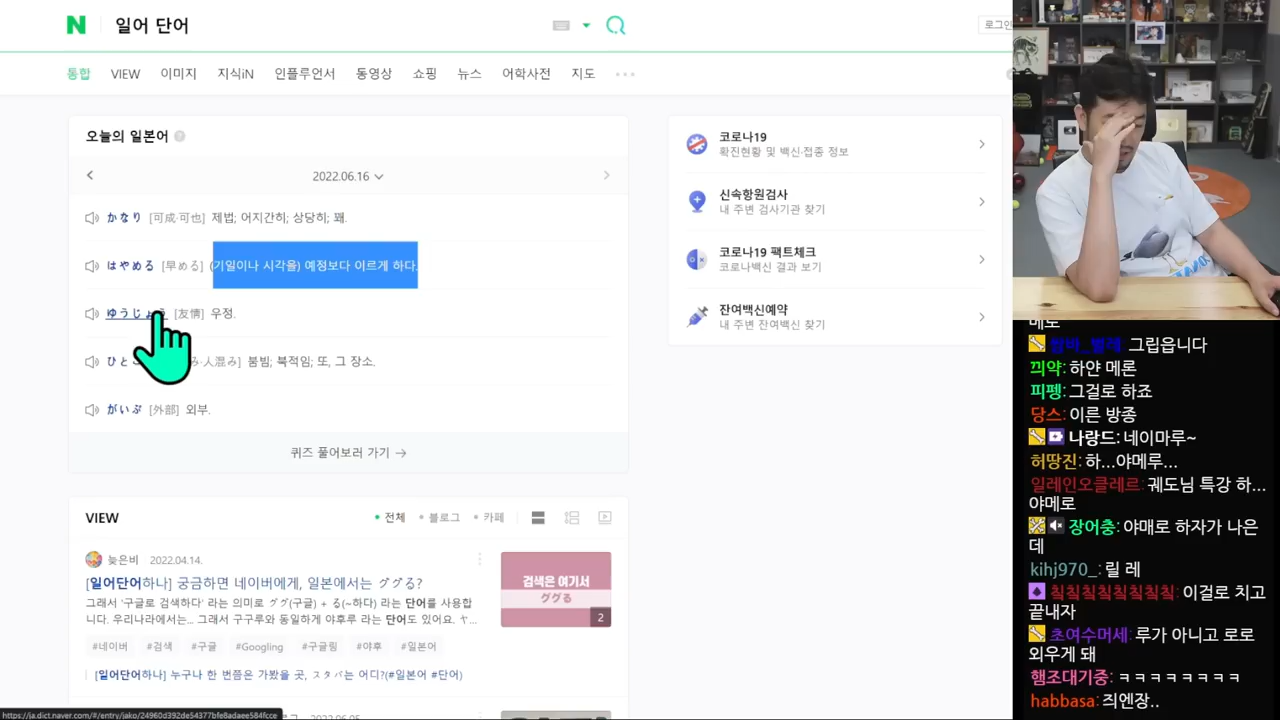 N 일어 단어
로그인
통합 VIEW 이미지 지식iN 인플루언서 동영상 쇼핑 뉴스 어학사전 지도
오늘의 일본어
2022.06.16
かなり [可成·可也] 제법; 어지간히; 상당히; 꽤.
はやめる [早める] (기일이나 시각을) 예정보다 이르게 하다.
[友情] 우정.
み·人混み] 붐빔; 북적임; 또, 그 장소.
がいぶ [外部] 외부.
퀴즈 풀어보러 가기 →
코로나19
확진현황 및 백신·접종 정보
신속항원검사
내 주변 검사기관 찾기
코로나19 팩트체크
코로나백신 결과 보기
잔여백신예약
내 주변 잔여백신 찾기
VIEW
전체 블로그 카페
늦은비 2022.04.14.
[일어단어하나] 궁금하면 네이버에게, 일본에서는 ググる?
그래서 '구글로 검색하다' 라는 의미로 ググ(구글) + る(~하다) 라는 단어를 사용합
니다. 우리나라에서는... 그래서 구구루와 동일하게 야후루 라는 단어도 있어요. ヤ...
#네이버 #검색 #구글 #Googling #구글링 #야후 #일본어
[일어단어하나] 누구나 한 번쯤은 가봤을 곳, スタバ는 어디?(#일본어 #단어)
검색은 여기서
ググる
2
메로
그립읍니다
끠약: 하얀 메론
피펭: 그걸로 하죠
당스: 이른 방종
나랑드: 네이마루~
허땅진: 하...야메루...
일레인오클레르: 궤도님 특강 하...
야메로
장어충: 야매로 하자가 나은
데
kihj970_: 릴 레
칰칰칰칰칰칰칰칰: 이걸로 치고
끝내자
초여수머세: 루가 아니고 로로
외우게 돼
햄조대기중: ㅋㅋㅋㅋㅋㅋㅋㅋ
habbasa: 즤엔장..